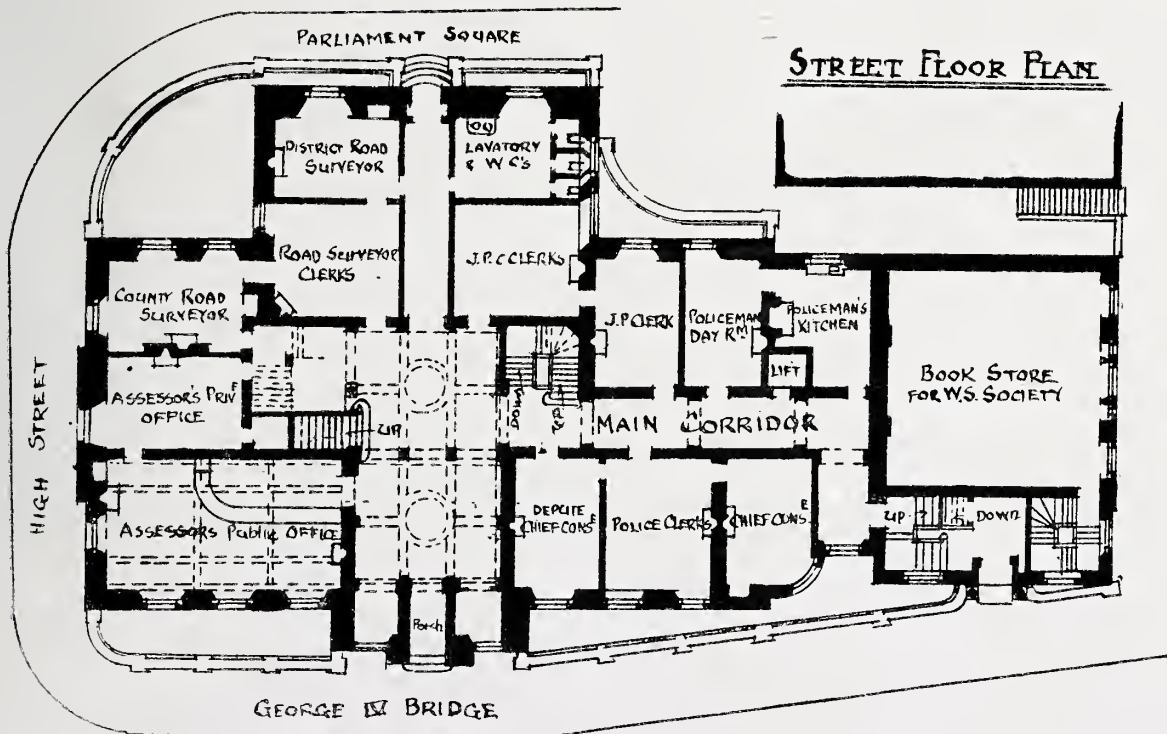 PARLIAMENT SQUARE
STREET FLOOR PLAN
DISTRICT ROAD
SURVEYOR
LAVATORY
& W C's
ROAD SURVEYOR
CLERKS
J.P.C CLERKS
COUNTY ROAD
SURVEYOR
J.P CLERK
POLICEMAN
DAY RM
POLICEMAN'S
KITCHEN
LIFT
BOOK STORE
FOR W.S. SOCIETY
ASSESSOR'S PRIVE
OFFICE
UP
DOWN
MAIN CORRIDOR
HIGH STREET
ASSESSORS PUBLIC OFFICE
DEPUTE
CHIEF CONSE
POLICE CLERKS
CHIEF CONSE
UP
DOWN
Porch
GEORGE IV BRIDGE